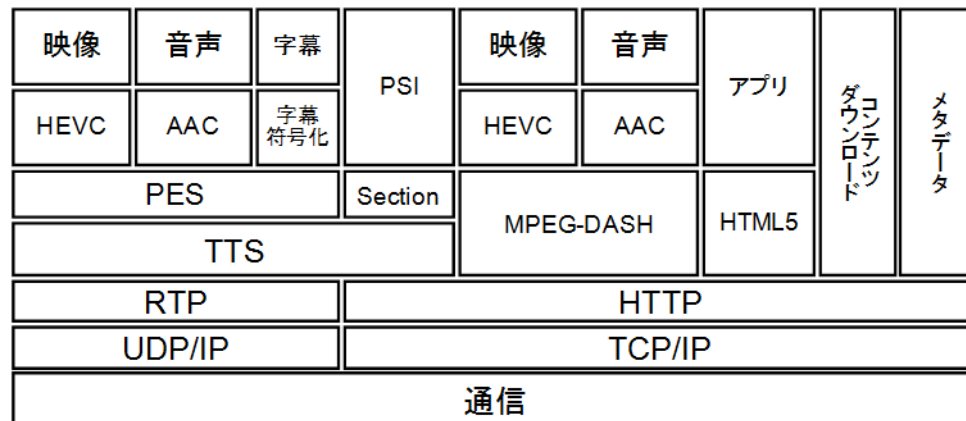 映像
音声
字幕
PSI
映像
音声
アプリ
コンテンツ
ダウンロード
メタデータ
HEVC
AAC
字幕
符号化
HEVC
AAC
PES
Section
MPEG-DASH
HTML5
TTS
RTP
HTTP
UDP/IP
TCP/IP
通信